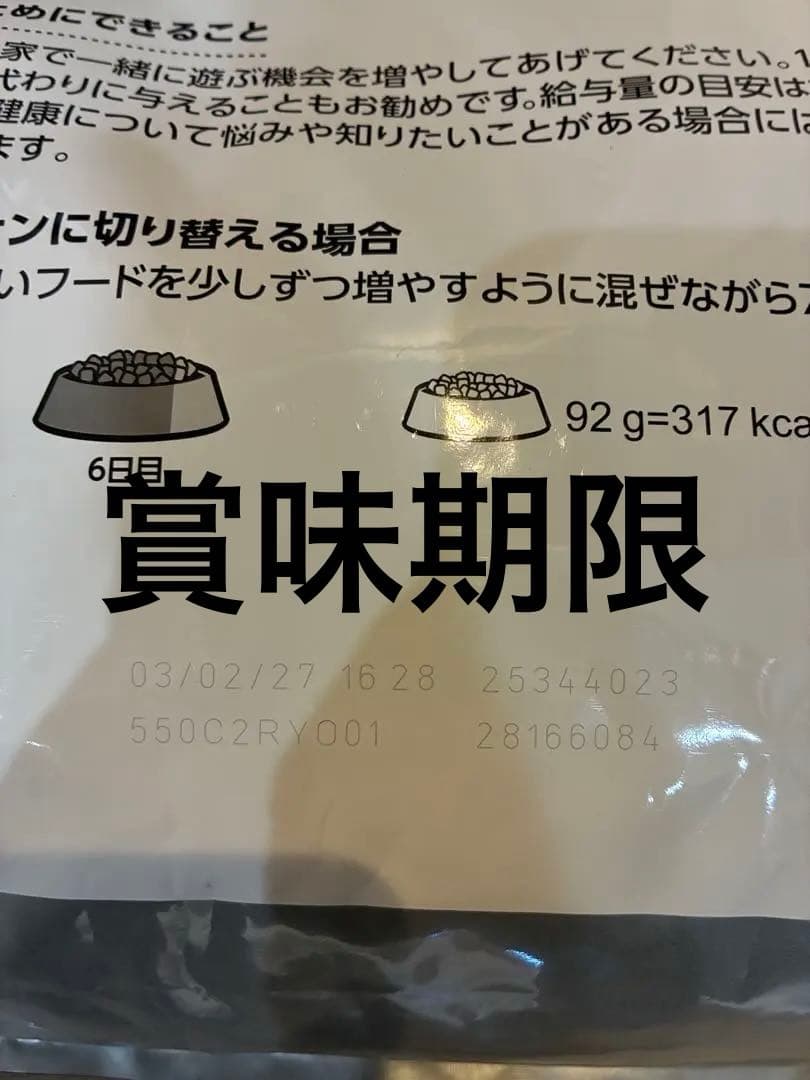 ためにできること
家で一緒に遊ぶ機会を増やしてあげてください。1
代わりに与えることもお勧めです。給与量の目安は
健康について悩みや知りたいことがある場合には
ます。
ンに切り替える場合
いフードを少しずつ増やすように混ぜながら7
92 g=317 kca
6日目
賞味期限
03/02/27 16 28 25344023
550C2RYO01 28166084